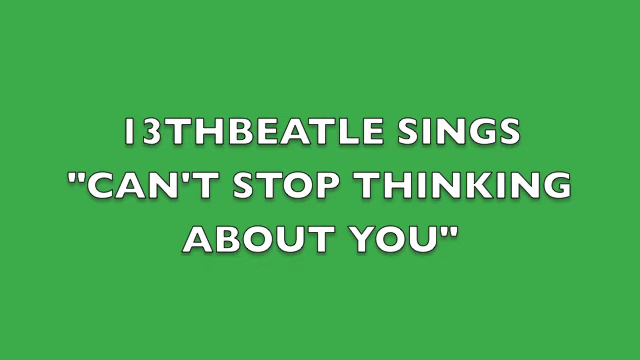 13THBEATLE SINGS
"CAN'T STOP THINKING
ABOUT YOU"